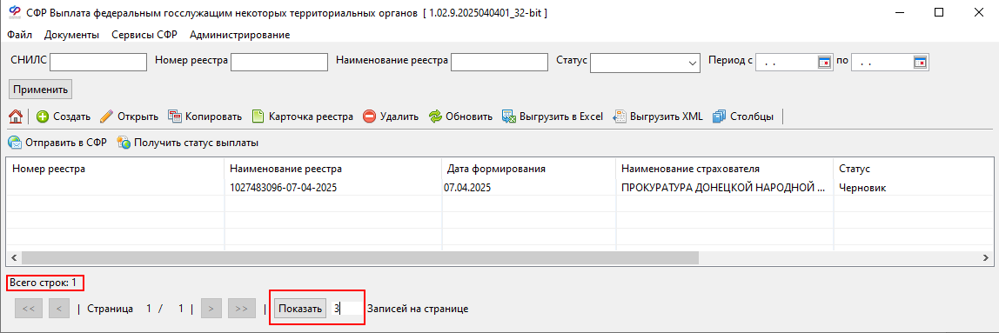 СФР Выплата федеральным госслужащим некоторых территориальных органов [ 1.02.9.2025040401_32-bit ]
Файл Документы Сервисы СФР Администрирование
СНИЛС Номер реестра Наименование реестра Статус Период с . . по . .
Применить
Создать Открыть Копировать Карточка реестра Удалить Обновить Выгрузить в Excel Выгрузить XML Столбцы
Отправить в СФР Получить статус выплаты
Номер реестра Наименование реестра Дата формирования Наименование страхователя Статус
1027483096-07-04-2025 07.04.2025 ПРОКУРАТУРА ДОНЕЦКОЙ НАРОДНОЙ ... Черновик
Всего строк: 1
<< < | Страница 1 / 1 | > >> | Показать 3 Записей на странице